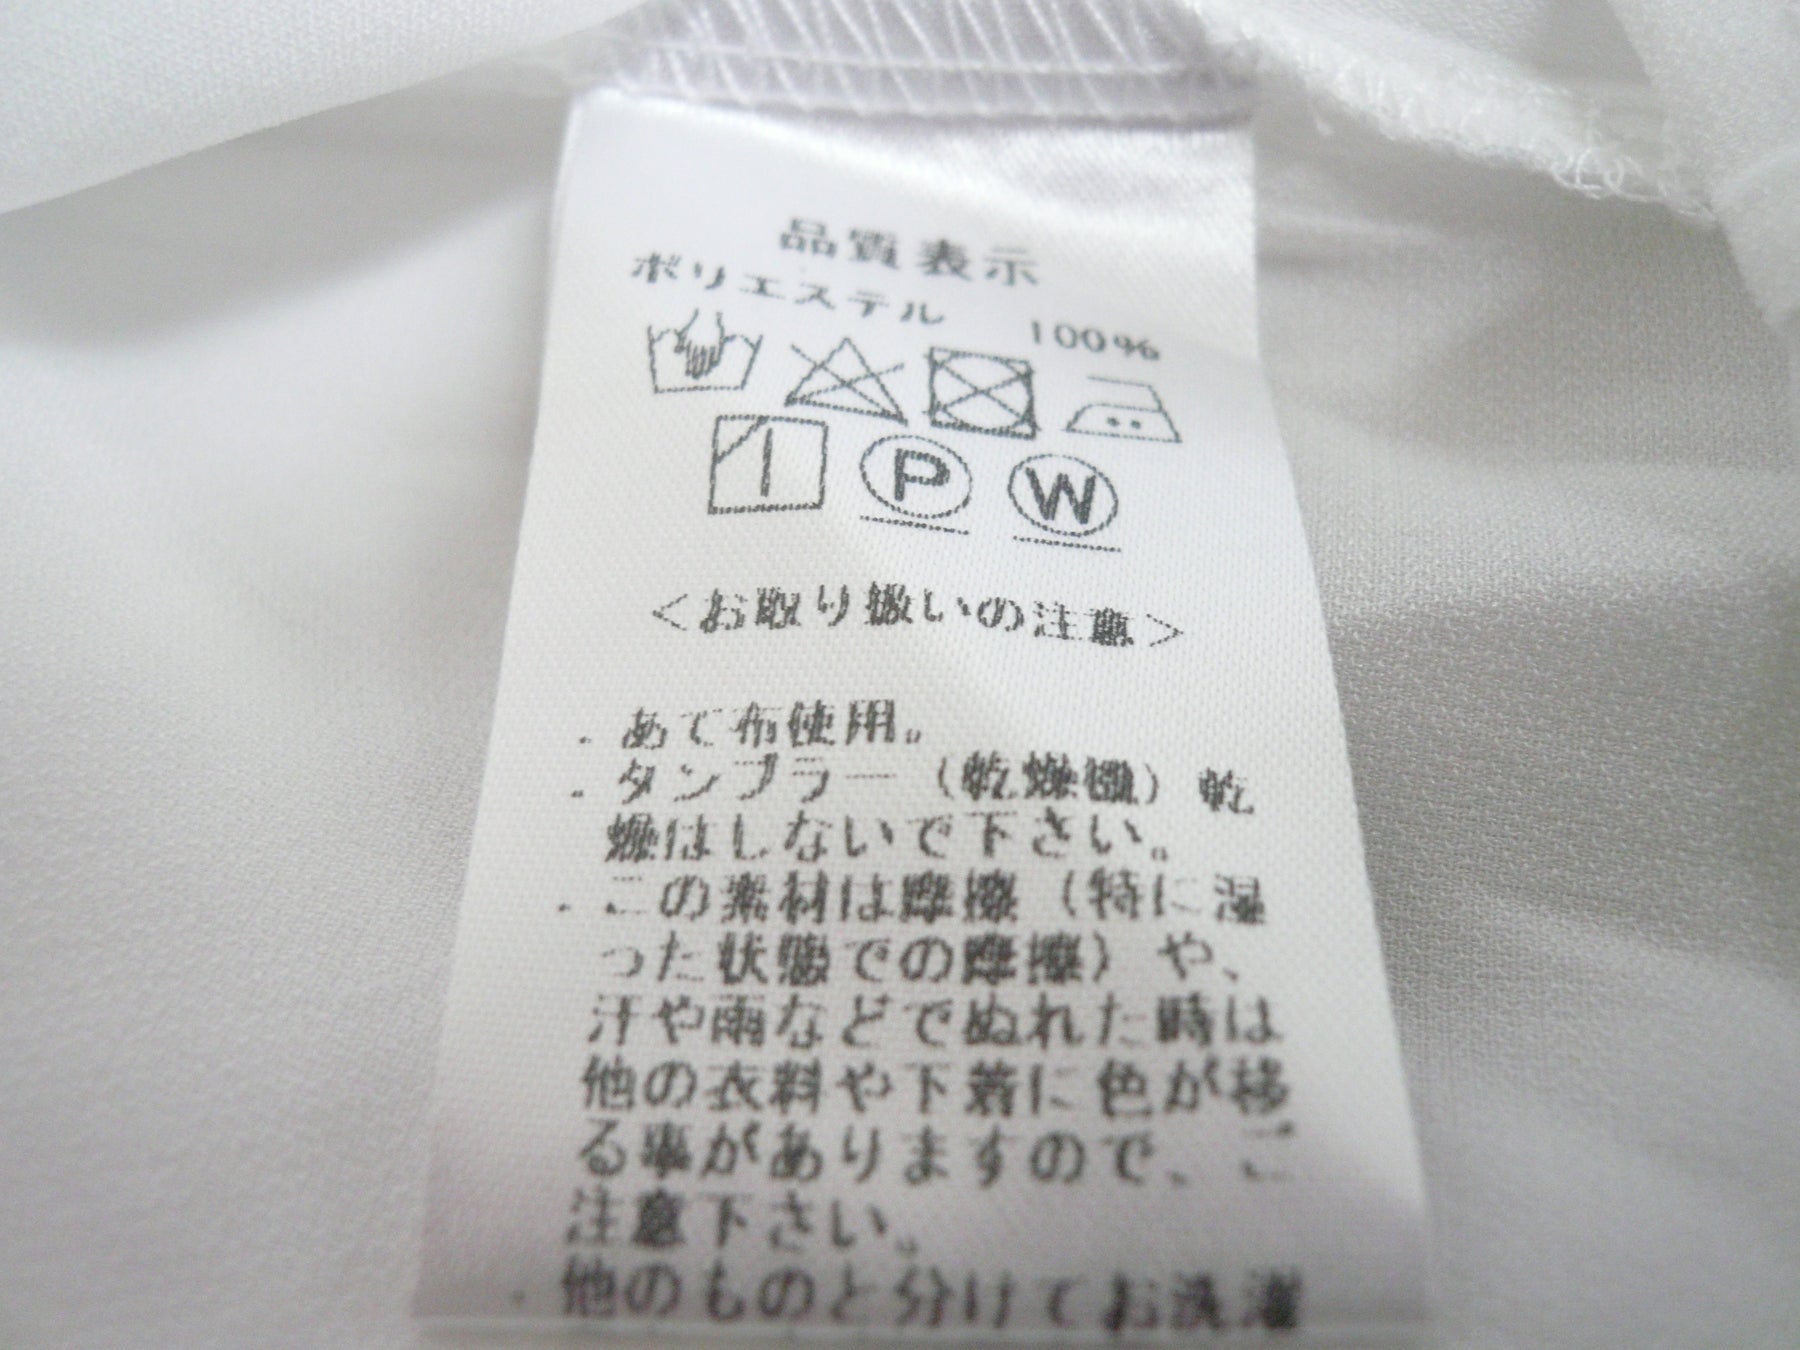 品質表示
ポリエステル 100%
P
W
<お取り扱いの注意>
・あて布使用。
・タンブラー(乾燥機)乾
燥はしないで下さい。
・この素材は摩擦(特に湿
った状態での摩擦)や、
汗や雨などでぬれた時は
他の衣料や下着に色が移
る事がありますので、ご
注意下さい。
・他のものと分けてお洗濯